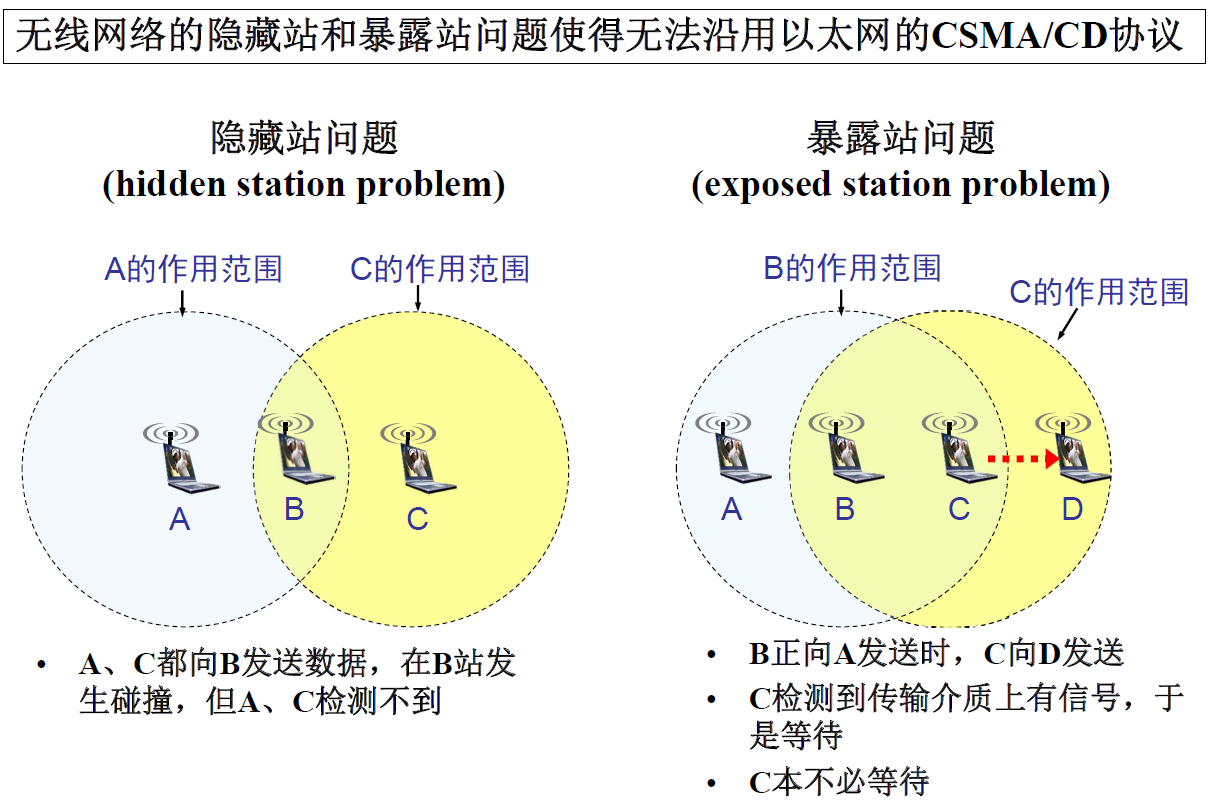 无线网络的隐藏站和暴露站问题使得无法沿用以太网的CSMA/CD协议
隐藏站问题
(hidden station problem)
A的作用范围
C的作用范围
A
B
C
• A、C都向B发送数据，在B站发
生碰撞，但A、C检测不到
暴露站问题
(exposed station problem)
B的作用范围
C的作用范围
A
B
C
D
• B正向A发送时，C向D发送
• C检测到传输介质上有信号，于
是等待
• C本不必等待